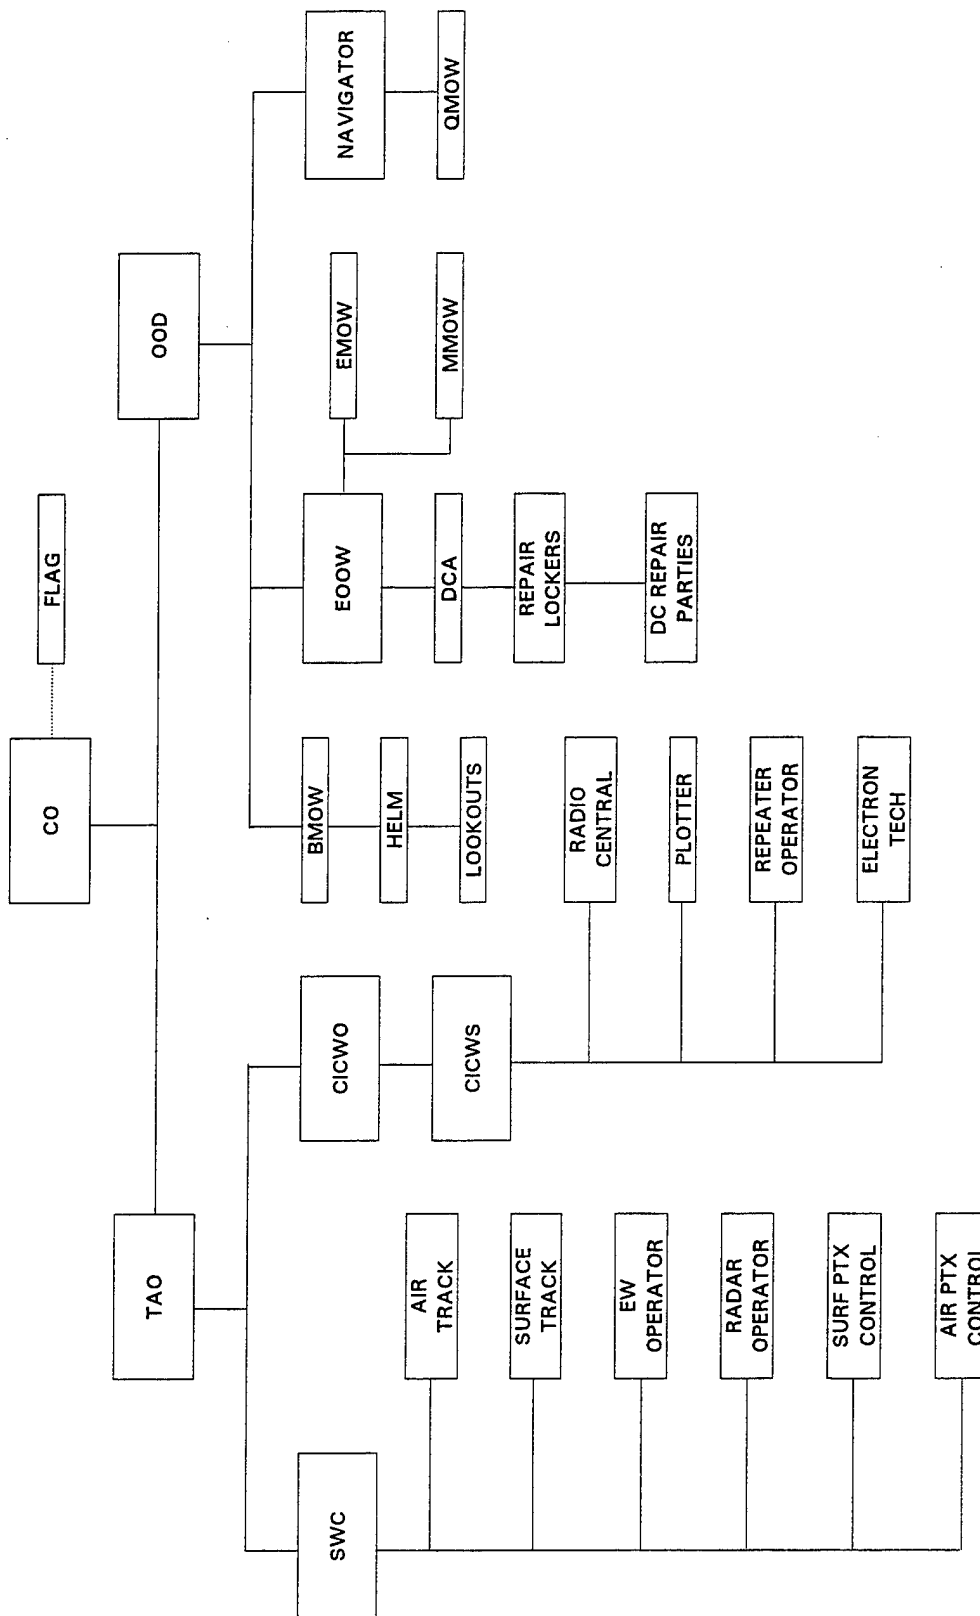 CO
FLAG
TAO
OOD
SWC
CICWO
BMOW
EOOW
EMOW
NAVIGATOR
AIR
TRACK
SURFACE
TRACK
EW
OPERATOR
RADAR
OPERATOR
SURF PTX
CONTROL
AIR PTX
CONTROL
CICWS
RADIO
CENTRAL
PLOTTER
REPEATER
OPERATOR
ELECTRON
TECH
HELM
LOOKOUTS
DCA
REPAIR
LOCKERS
DC REPAIR
PARTIES
MMOW
QMOW